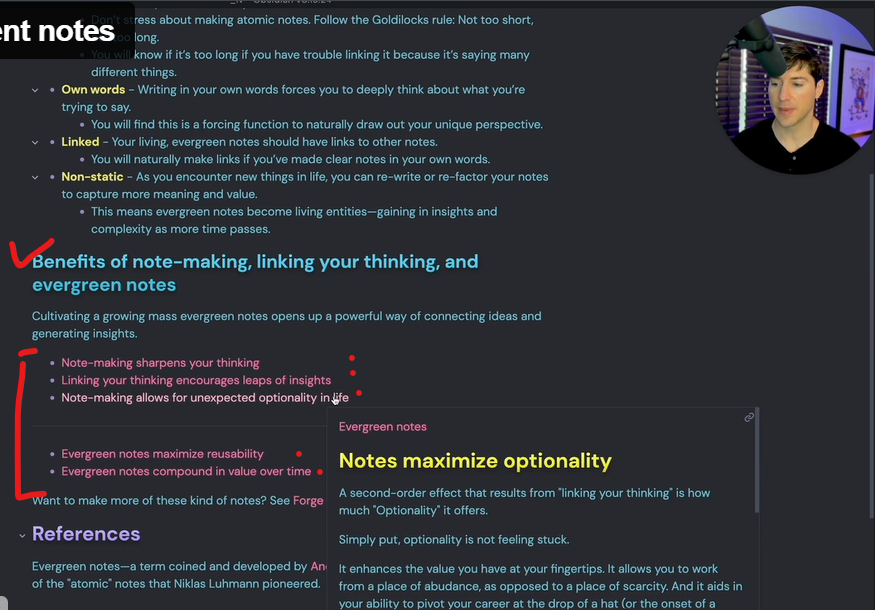 ent notes
Don't stress about making atomic notes. Follow the Goldilocks rule: Not too short,
long.
You will know if it's too long if you have trouble linking it because it's saying many
different things.
Own words – Writing in your own words forces you to deeply think about what you're
trying to say.
You will find this is a forcing function to naturally draw out your unique perspective.
Linked – Your living, evergreen notes should have links to other notes.
You will naturally make links if you've made clear notes in your own words.
Non-static – As you encounter new things in life, you can re-write or re-factor your notes
to capture more meaning and value.
This means evergreen notes become living entities—gaining in insights and
complexity as more time passes.
Benefits of note-making, linking your thinking, and
evergreen notes
Cultivating a growing mass evergreen notes opens up a powerful way of connecting ideas and
generating insights.
Note-making sharpens your thinking
Linking your thinking encourages leaps of insights
Note-making allows for unexpected optionality in life
Evergreen notes maximize reusability
Evergreen notes compound in value over time
Want to make more of these kind of notes? See Forge
References
Evergreen notes—a term coined and developed by An
of the "atomic" notes that Niklas Luhmann pioneered.
Evergreen notes
Notes maximize optionality
A second-order effect that results from "linking your thinking" is how
much "Optionality" it offers.
Simply put, optionality is not feeling stuck.
It enhances the value you have at your fingertips. It allows you to work
from a place of abudance, as opposed to a place of scarcity. And it aids in
your ability to pivot your career at the drop of a hat (or the onset of a